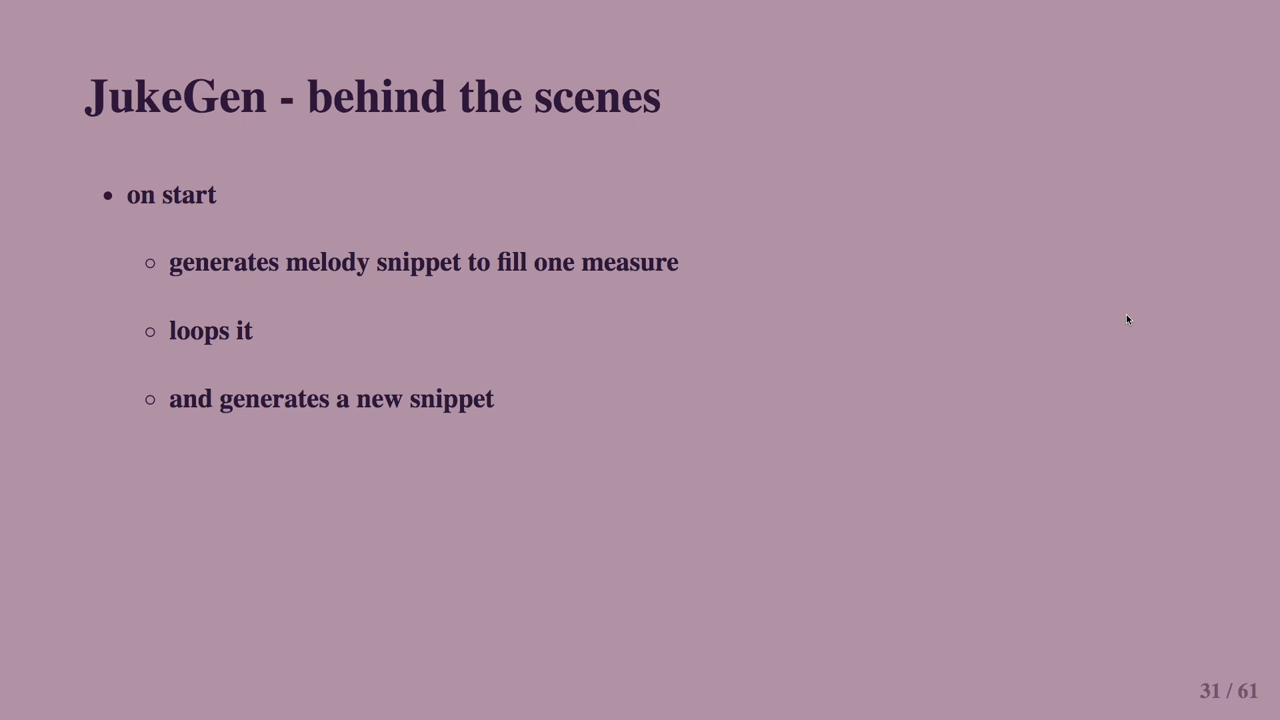 JukeGen - behind the scenes
on start
generates melody snippet to fill one measure
loops it
and generates a new snippet
31 / 61